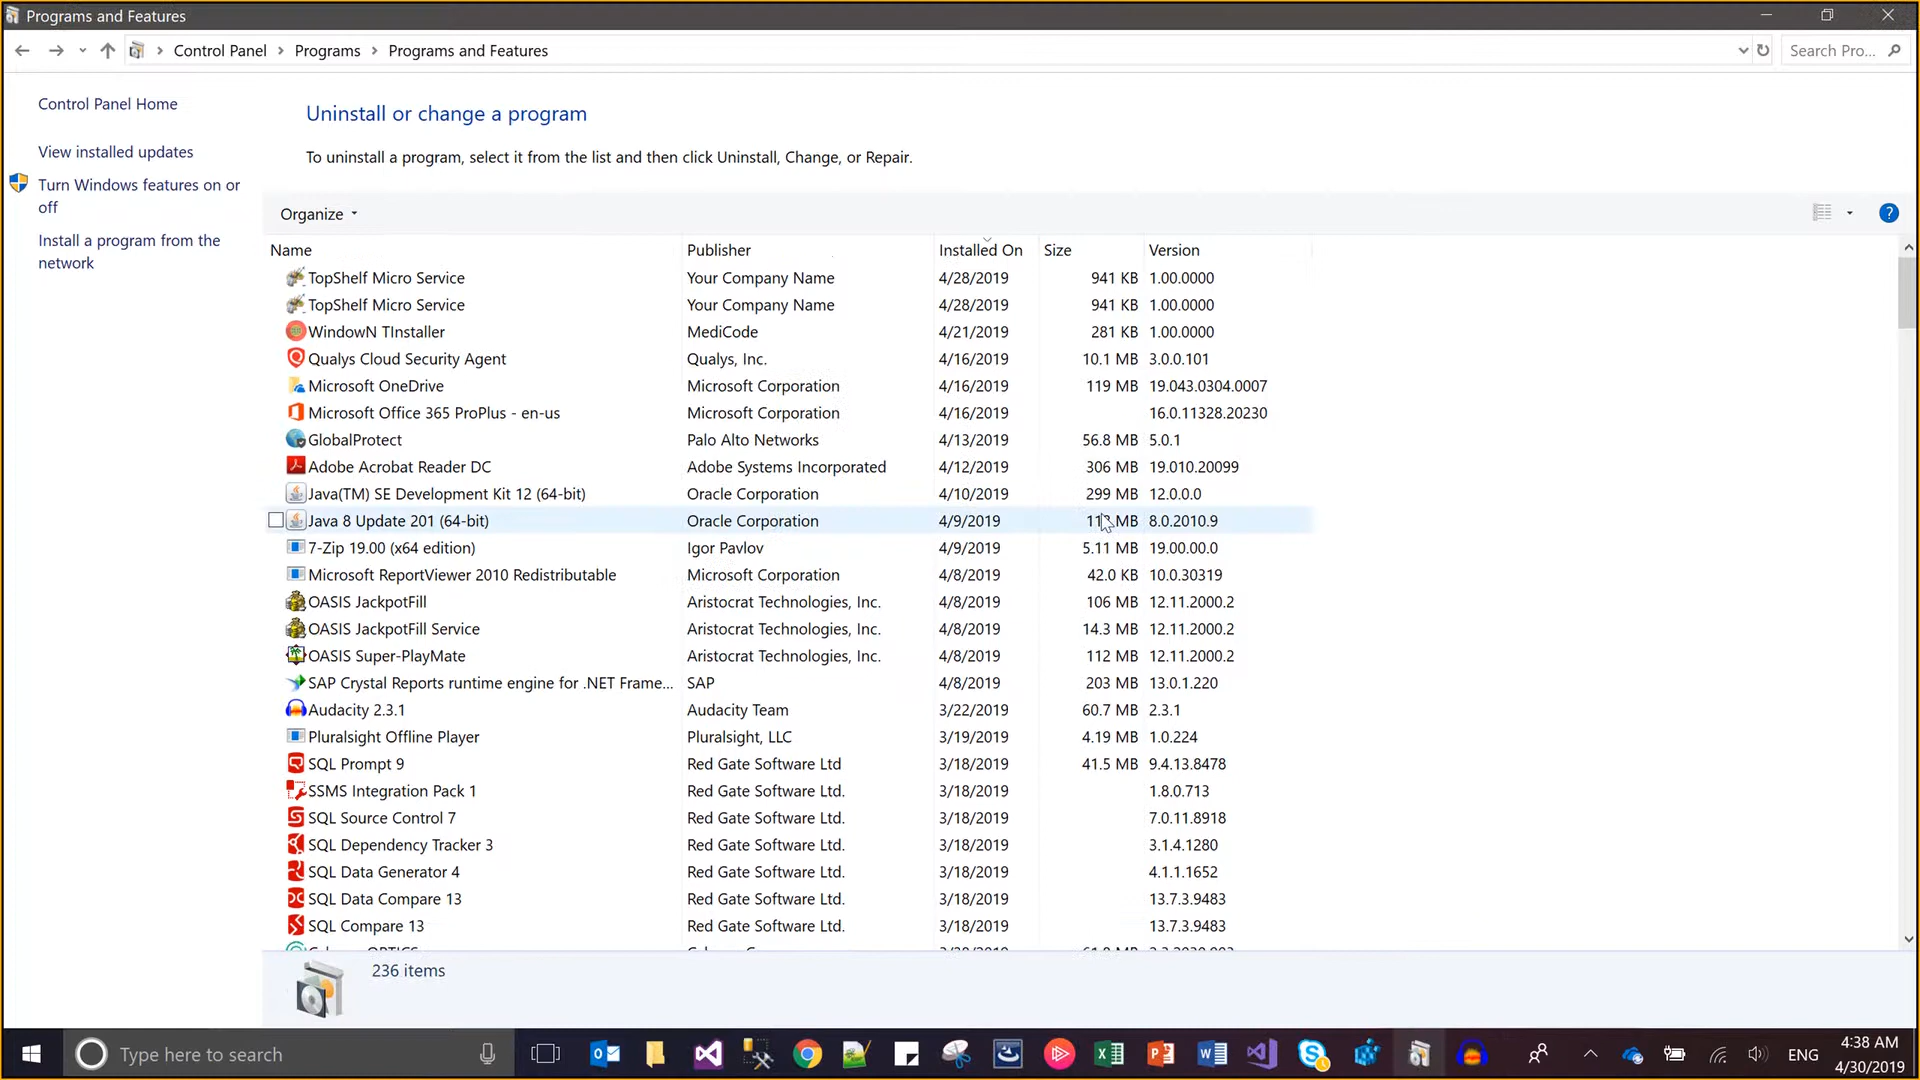 Programs and Features
Control Panel > Programs > Programs and Features
Search Pro...
Control Panel Home
View installed updates
Turn Windows features on or
off
Install a program from the
network
Uninstall or change a program
To uninstall a program, select it from the list and then click Uninstall, Change, or Repair.
Organize
Name Publisher Installed On Size Version
TopShelf Micro Service Your Company Name 4/28/2019 941 KB 1.00.0000
TopShelf Micro Service Your Company Name 4/28/2019 941 KB 1.00.0000
WindowN TInstaller MediCode 4/21/2019 281 KB 1.00.0000
Qualys Cloud Security Agent Qualys, Inc. 4/16/2019 10.1 MB 3.0.0.101
Microsoft OneDrive Microsoft Corporation 4/16/2019 119 MB 19.043.0304.0007
Microsoft Office 365 ProPlus - en-us Microsoft Corporation 4/16/2019 16.0.11328.20230
GlobalProtect Palo Alto Networks 4/13/2019 56.8 MB 5.0.1
Adobe Acrobat Reader DC Adobe Systems Incorporated 4/12/2019 306 MB 19.010.20099
Java(TM) SE Development Kit 12 (64-bit) Oracle Corporation 4/10/2019 299 MB 12.0.0.0
Java 8 Update 201 (64-bit) Oracle Corporation 4/9/2019 MB 8.0.2010.9
7-Zip 19.00 (x64 edition) Igor Pavlov 4/9/2019 5.11 MB 19.00.00.0
Microsoft ReportViewer 2010 Redistributable Microsoft Corporation 4/8/2019 42.0 KB 10.0.30319
OASIS JackpotFill Aristocrat Technologies, Inc. 4/8/2019 106 MB 12.11.2000.2
OASIS JackpotFill Service Aristocrat Technologies, Inc. 4/8/2019 14.3 MB 12.11.2000.2
OASIS Super-PlayMate Aristocrat Technologies, Inc. 4/8/2019 112 MB 12.11.2000.2
SAP Crystal Reports runtime engine for .NET Frame... SAP 4/8/2019 203 MB 13.0.1.220
Audacity 2.3.1 Audacity Team 3/22/2019 60.7 MB 2.3.1
Pluralsight Offline Player Pluralsight, LLC 3/19/2019 4.19 MB 1.0.224
SQL Prompt 9 Red Gate Software Ltd 3/18/2019 41.5 MB 9.4.13.8478
SSMS Integration Pack 1 Red Gate Software Ltd. 3/18/2019 1.8.0.713
SQL Source Control 7 Red Gate Software Ltd. 3/18/2019 7.0.11.8918
SQL Dependency Tracker 3 Red Gate Software Ltd. 3/18/2019 3.1.4.1280
SQL Data Generator 4 Red Gate Software Ltd. 3/18/2019 4.1.1.1652
SQL Data Compare 13 Red Gate Software Ltd. 3/18/2019 13.7.3.9483
SQL Compare 13 Red Gate Software Ltd. 3/18/2019 13.7.3.9483
236 items
Type here to search
ENG
4:38 AM
4/30/2019